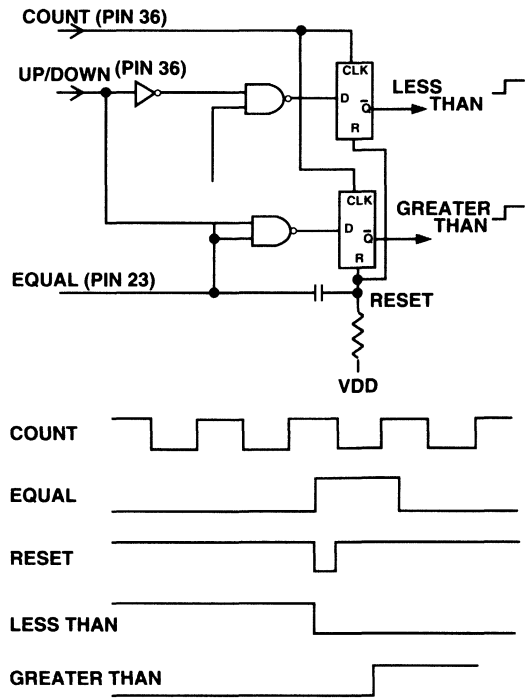 COUNT (PIN 36)
UP/DOWN (PIN 36)
CLK
D
Q
R
LESS
THAN
CLK
D
Q
R
GREATER
THAN
EQUAL (PIN 23)
RESET
VDD
COUNT
EQUAL
RESET
LESS THAN
GREATER THAN